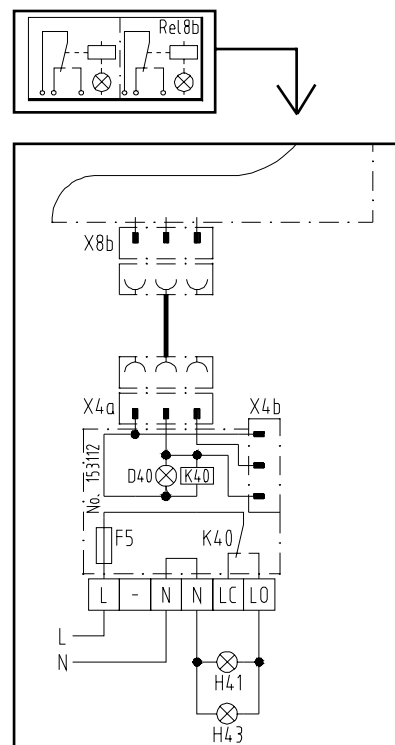 Rel8b
X8b
X4a
X4b
No. 153112
D40
K40
F5
K40
L - N N LC LO
L
N
H41
H43